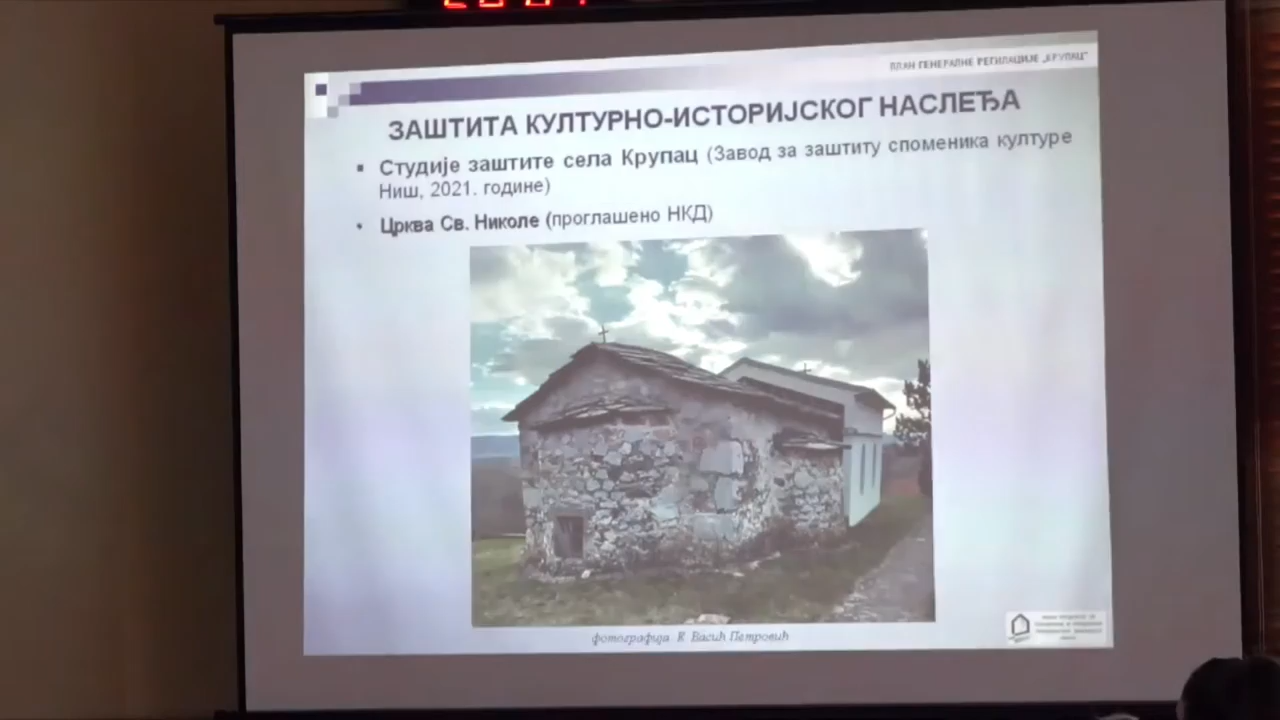 ПЛАН ГЕНЕРАЛНЕ РЕГУЛАЦИЈЕ „КРУПАЦ“
ЗАШТИТА КУЛТУРНО-ИСТОРИЈСКОГ НАСЛЕЂА
Студије заштите села Крупац (Завод за заштиту споменика културе
Ниш, 2021. године)
Црква Св. Николе (проглашено НКД)
фотографија Васић Петровић